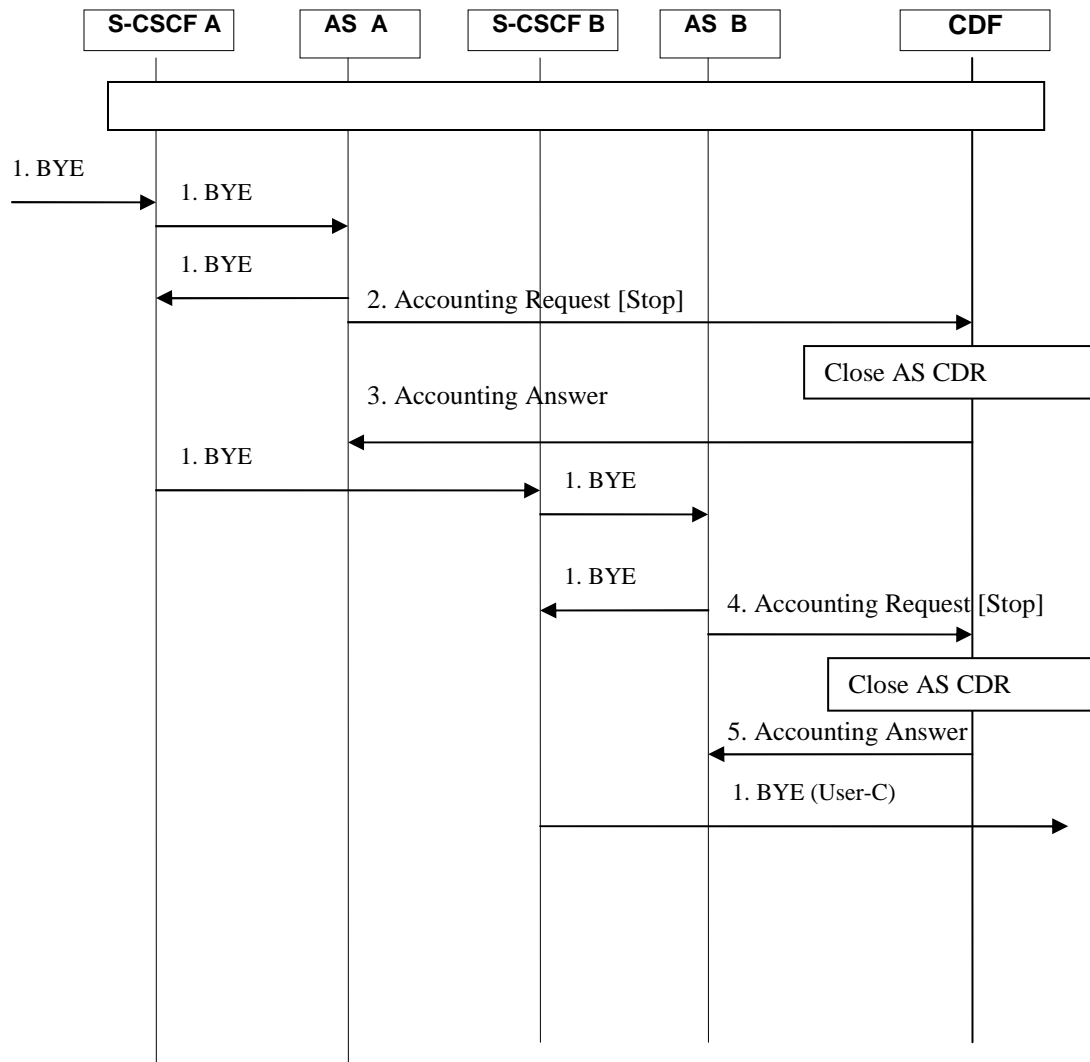 S-CSCF A
AS A
S-CSCF B
AS B
CDF
1. BYE
1. BYE
1. BYE
2. Accounting Request [Stop]
Close AS CDR
3. Accounting Answer
1. BYE
1. BYE
1. BYE
4. Accounting Request [Stop]
Close AS CDR
5. Accounting Answer
1. BYE (User-C)